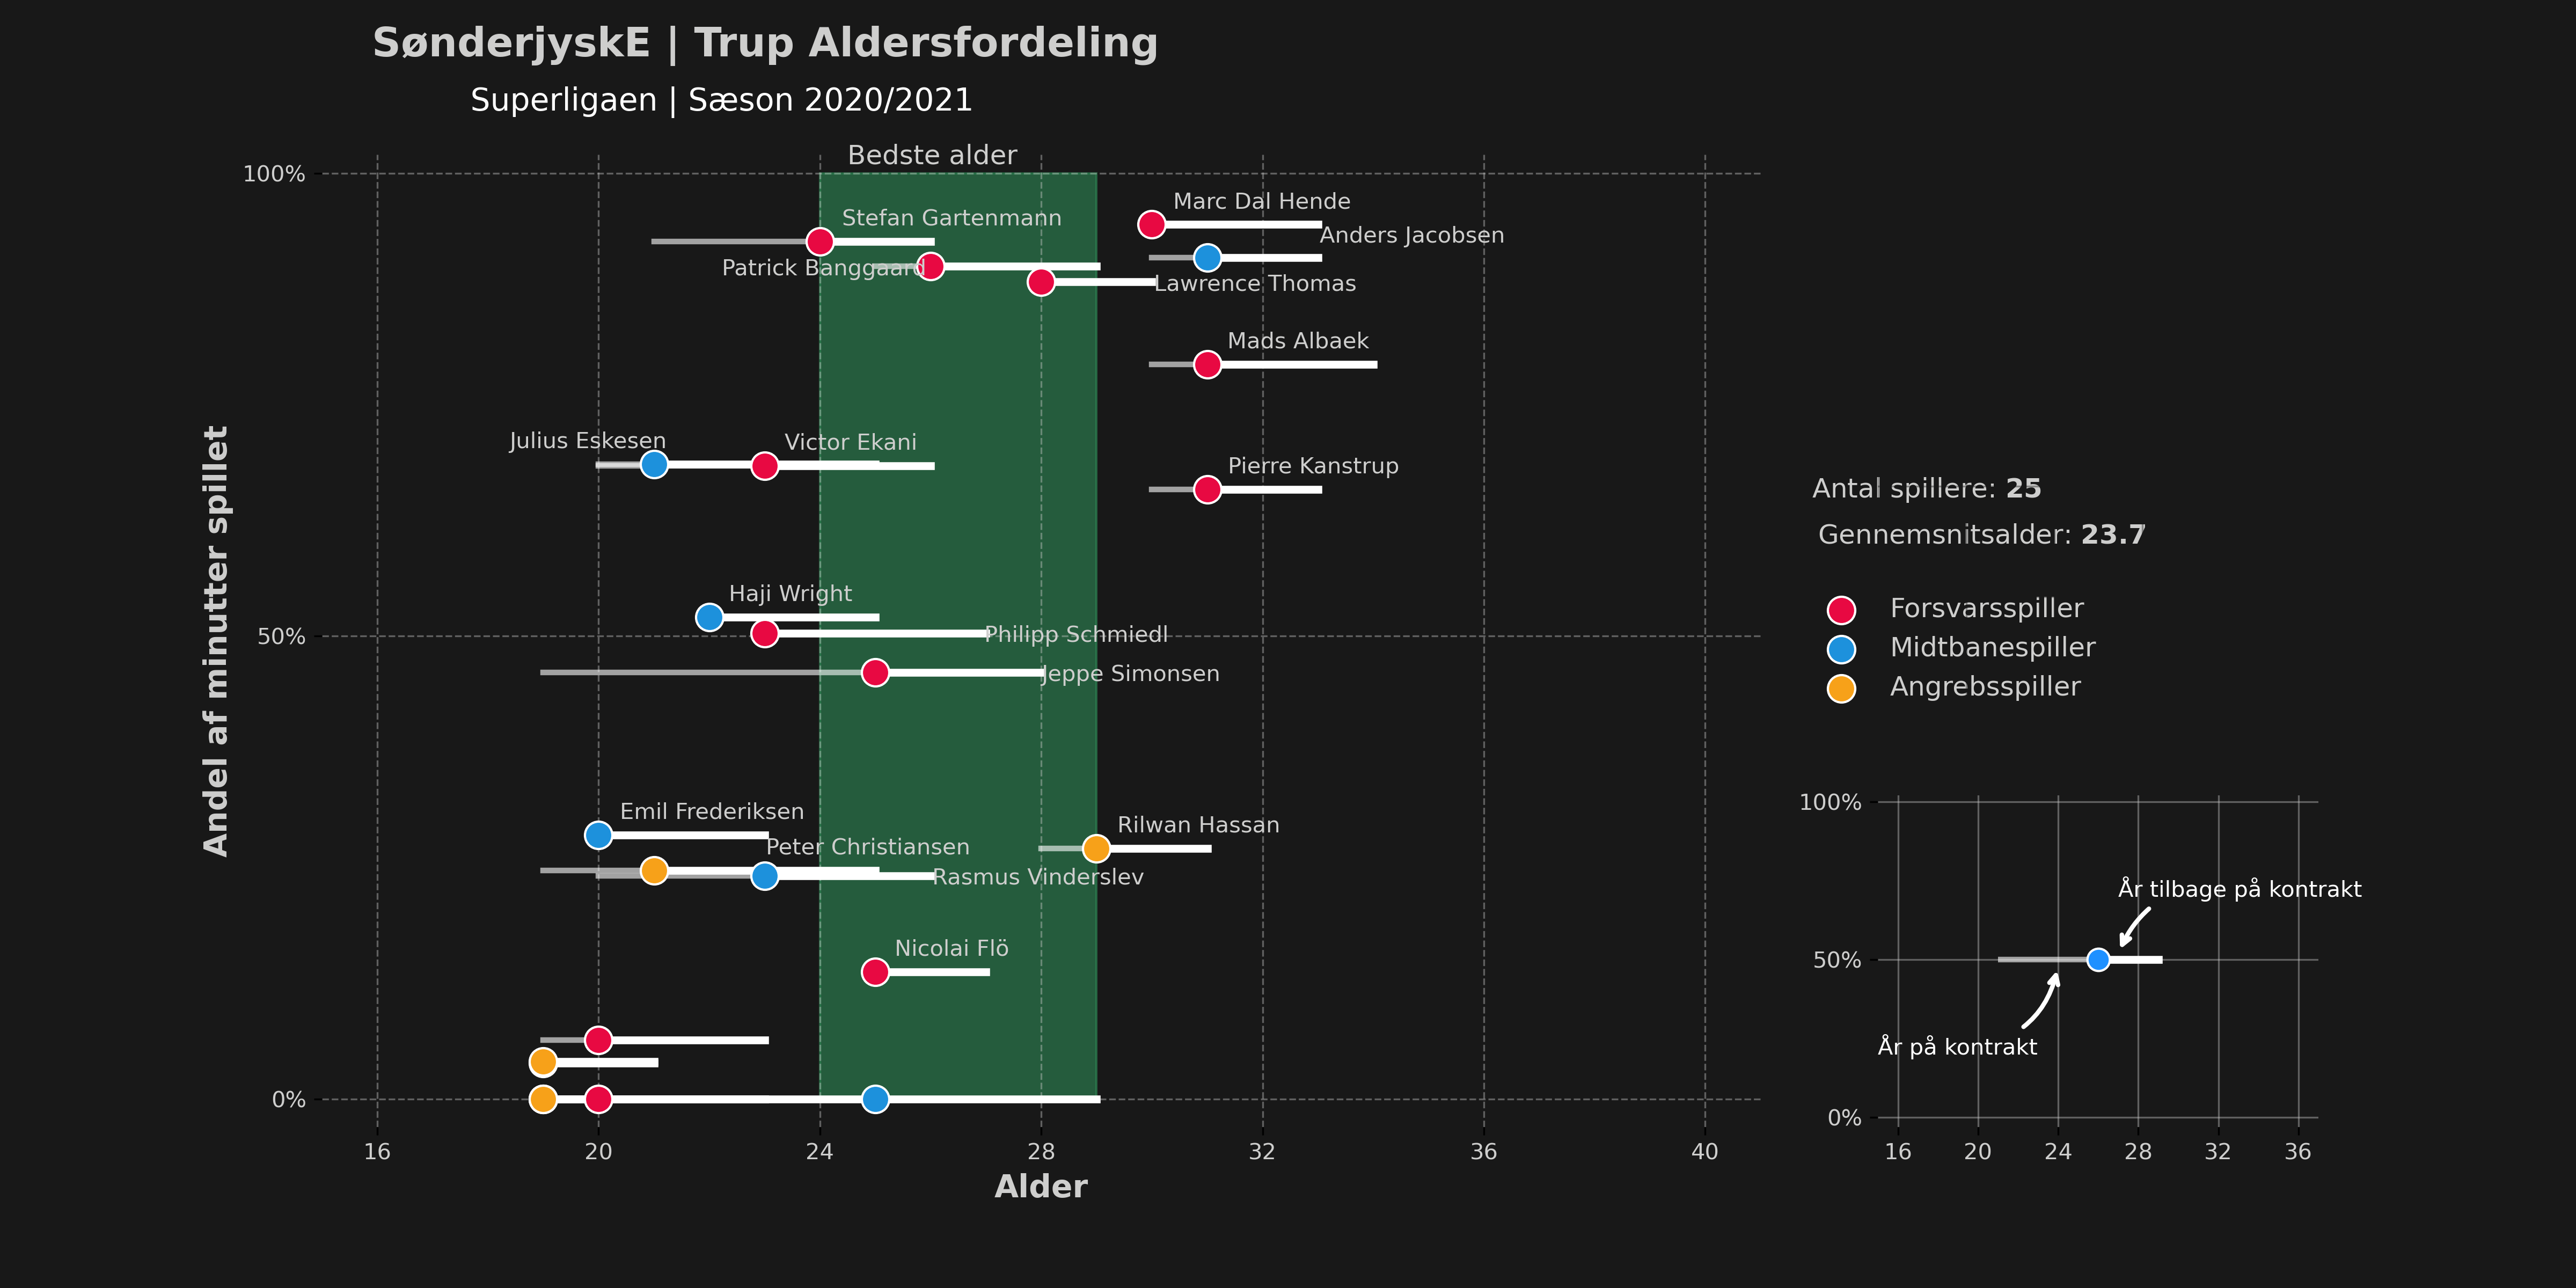 SønderjyskE | Trup Aldersfordeling
Superligaen | Sæson 2020/2021
Bedste alder
100%
50%
0%
Andel af minutter spillet
Marc Dal Hende
Stefan Gartenmann
Anders Jacobsen
Patrick Banggaard
Lawrence Thomas
Mads Albaek
Julius Eskesen
Victor Ekani
Pierre Kanstrup
Haji Wright
Philipp Schmiedl
Jeppe Simonsen
Emil Frederiksen
Rilwan Hassan
Peter Christiansen
Rasmus Vinderslev
Nicolai Flö
16 20 24 28 32 36 40
Alder
Antal spillere: 25
Gennemsnitsalder: 23.7
Forsvarsspiller
Midtbanespiller
Angrebsspiller
100%
50%
0%
År tilbage på kontrakt
År på kontrakt
16 20 24 28 32 36